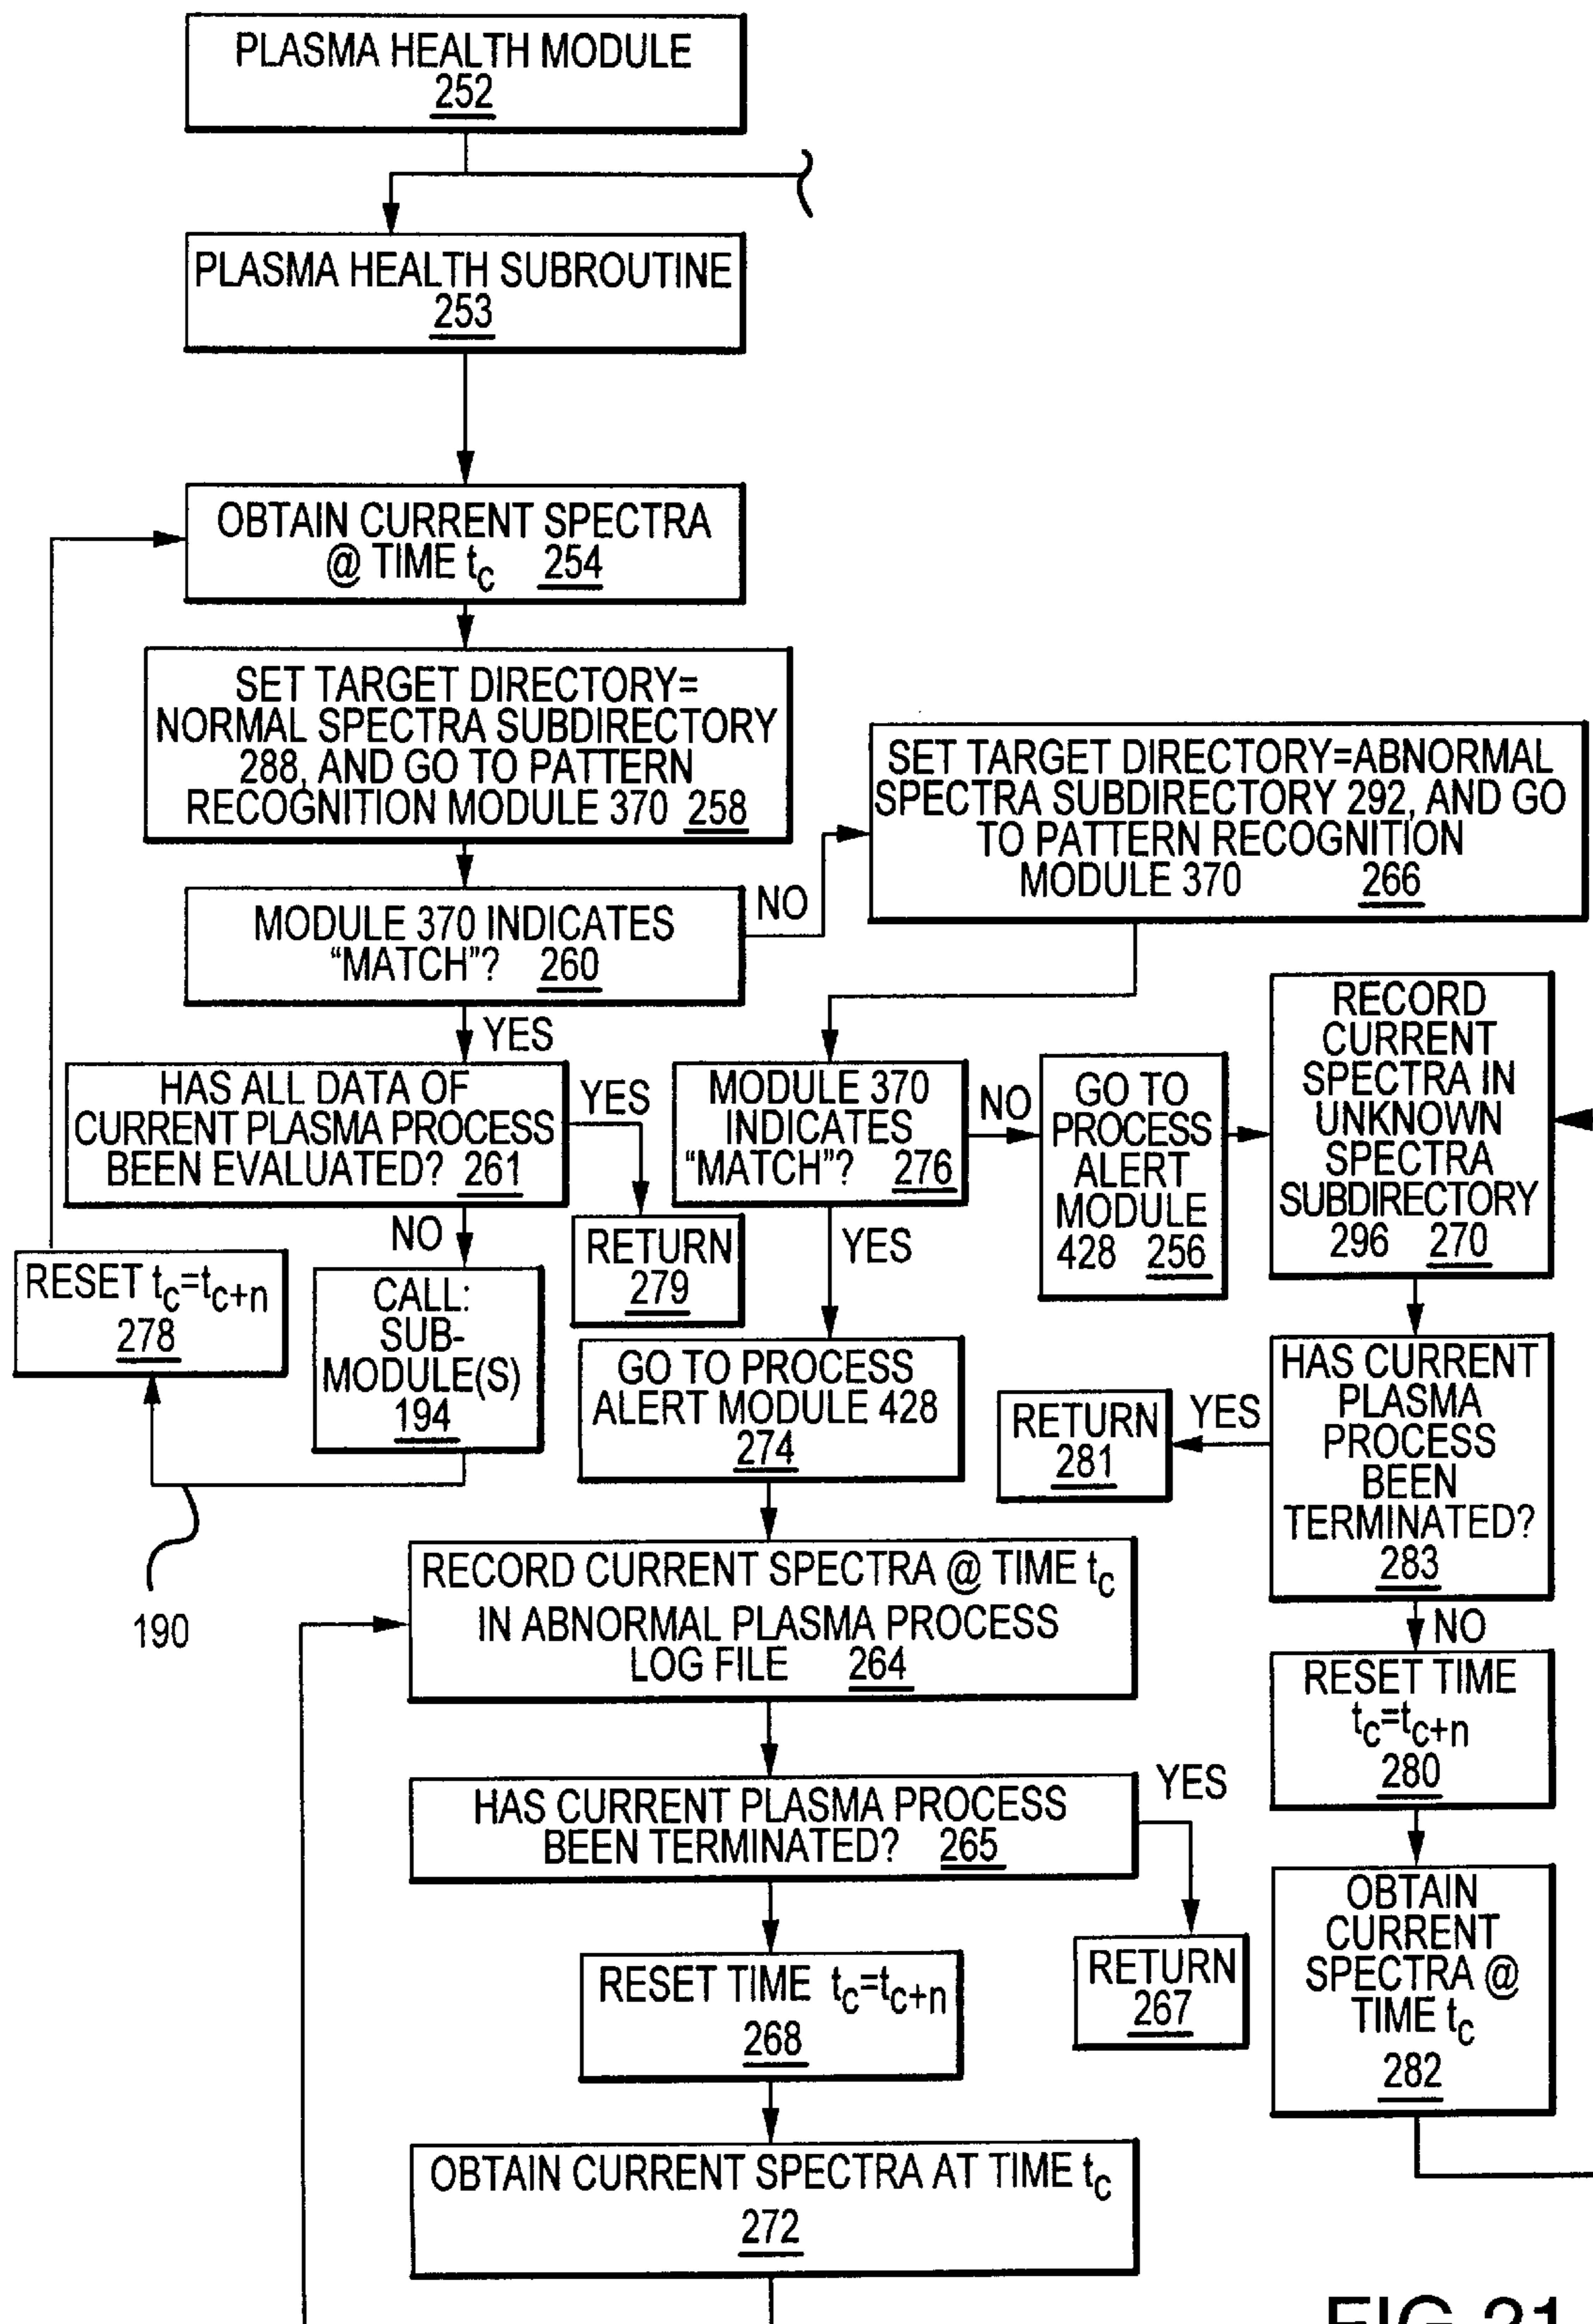 PLASMA HEALTH MODULE
252
PLASMA HEALTH SUBROUTINE
253
OBTAIN CURRENT SPECTRA
@ TIME tc 254
SET TARGET DIRECTORY=
NORMAL SPECTRA SUBDIRECTORY
288, AND GO TO PATTERN
RECOGNITION MODULE 370 258
SET TARGET DIRECTORY=ABNORMAL
SPECTRA SUBDIRECTORY 292, AND GO
TO PATTERN RECOGNITION
MODULE 370 266
MODULE 370 INDICATES
“MATCH”? 260
NO
YES
HAS ALL DATA OF
CURRENT PLASMA PROCESS
BEEN EVALUATED? 261
YES
NO
RETURN
279
RESET tc=tc+n
278
CALL:
SUB-
MODULE(S)
194
190
MODULE 370
INDICATES
“MATCH”? 276
NO
YES
GO TO
PROCESS
ALERT
MODULE
428 256
RECORD
CURRENT
SPECTRA IN
UNKNOWN
SPECTRA
SUBDIRECTORY
296 270
GO TO PROCESS
ALERT MODULE 428
274
HAS CURRENT
PLASMA
PROCESS
BEEN
TERMINATED?
283
YES
RETURN
281
NO
RESET TIME
tc=tc+n
280
OBTAIN
CURRENT
SPECTRA @
TIME tc
282
RECORD CURRENT SPECTRA @ TIME tc
IN ABNORMAL PLASMA PROCESS
LOG FILE 264
HAS CURRENT PLASMA PROCESS
BEEN TERMINATED? 265
YES
RETURN
267
RESET TIME tc=tc+n
268
OBTAIN CURRENT SPECTRA AT TIME tc
272
FIG.21